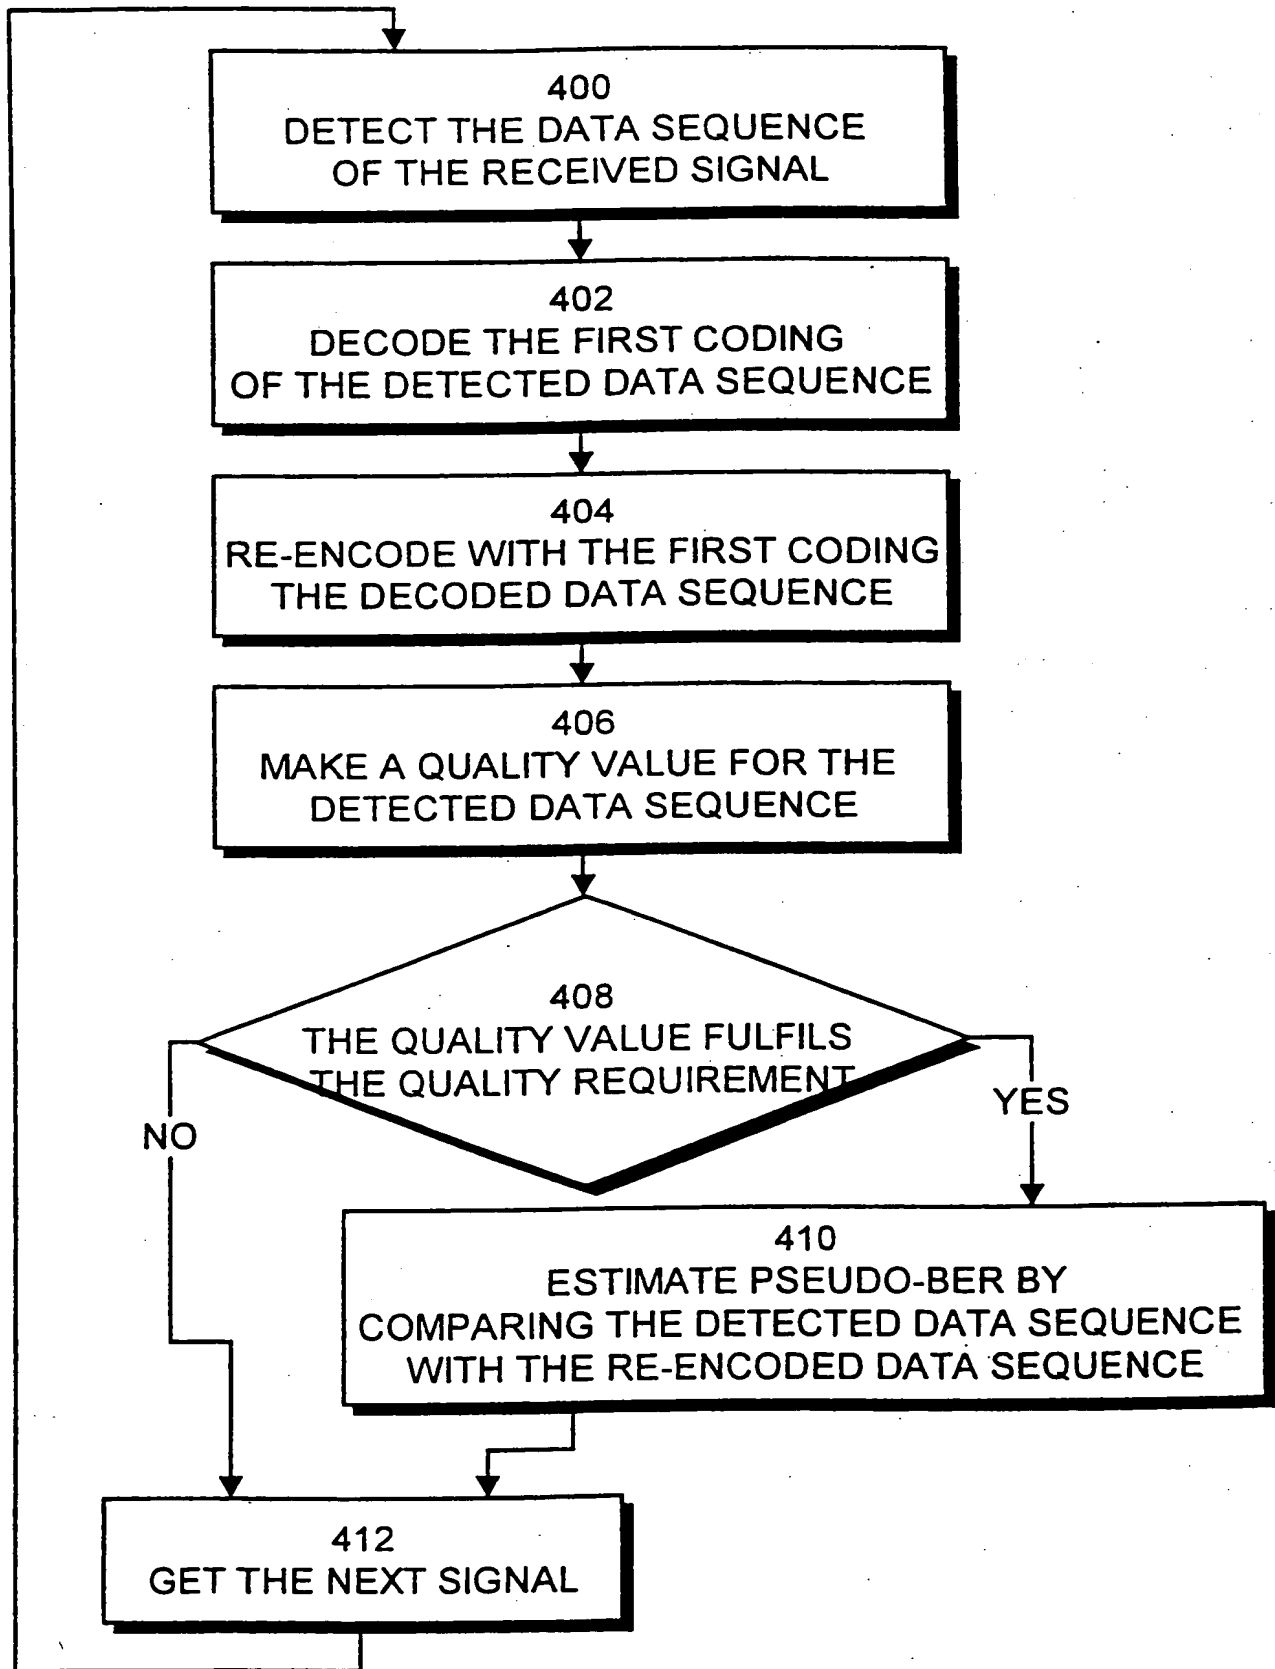 400
DETECT THE DATA SEQUENCE
OF THE RECEIVED SIGNAL
402
DECODE THE FIRST CODING
OF THE DETECTED DATA SEQUENCE
404
RE-ENCODE WITH THE FIRST CODING
THE DECODED DATA SEQUENCE
406
MAKE A QUALITY VALUE FOR THE
DETECTED DATA SEQUENCE
408
THE QUALITY VALUE FULFILS
THE QUALITY REQUIREMENT
YES
NO
410
ESTIMATE PSEUDO-BER BY
COMPARING THE DETECTED DATA SEQUENCE
WITH THE RE-ENCODED DATA SEQUENCE
412
GET THE NEXT SIGNAL